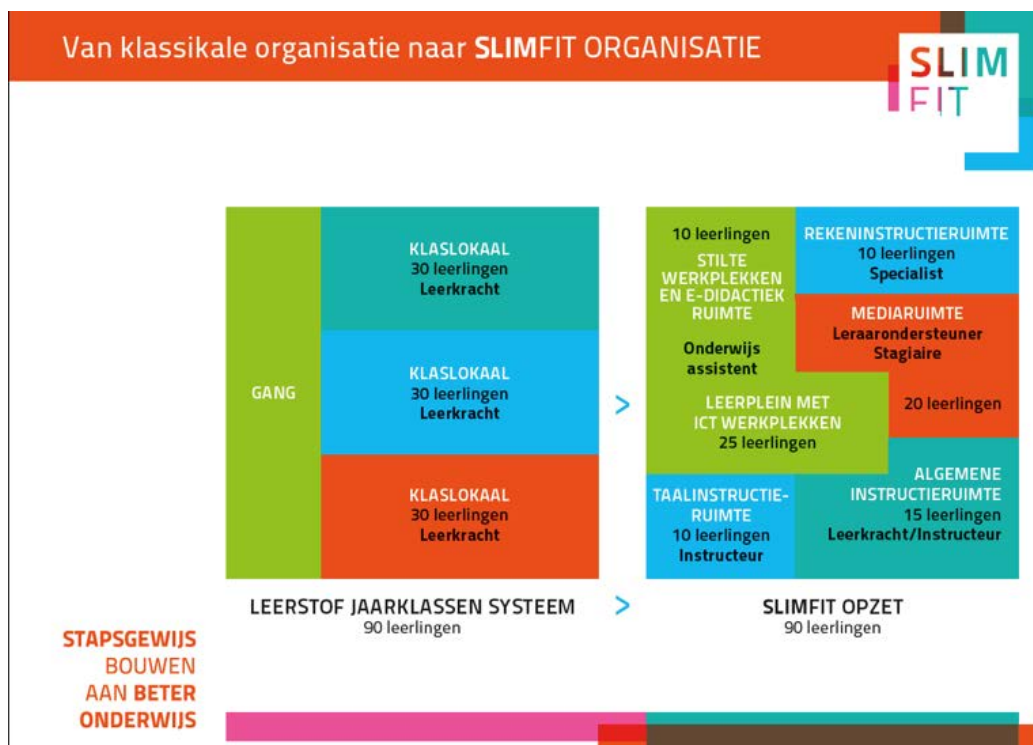 Van klassikale organisatie naar SLIMFIT ORGANISATIE
SLIM
FIT
GANG
KLASLOKAAL
30 leerlingen
Leerkracht
KLASLOKAAL
30 leerlingen
Leerkracht
KLASLOKAAL
30 leerlingen
Leerkracht
>
10 leerlingen
STILTE
WERKPLEKKEN
EN E-DIDACTIEK
RUIMTE
Onderwijs
assistent
REKENINSTRUCTIERUIMTE
10 leerlingen
Specialist
MEDIARUIMTE
Leraarondersteuner
Stagiaire
20 leerlingen
LEERPLEIN MET
ICT WERKPLEKKEN
25 leerlingen
TAALINSTRUCTIE-
RUIMTE
10 leerlingen
Instructeur
ALGEMENE
INSTRUCTIERUIMTE
15 leerlingen
Leerkracht/Instructeur
LEERSTOF JAARKLASSEN SYSTEEM
90 leerlingen
>
SLIMFIT OPZET
90 leerlingen
STAPSGEWIJS
BOUWEN
AAN BETER
ONDERWIJS